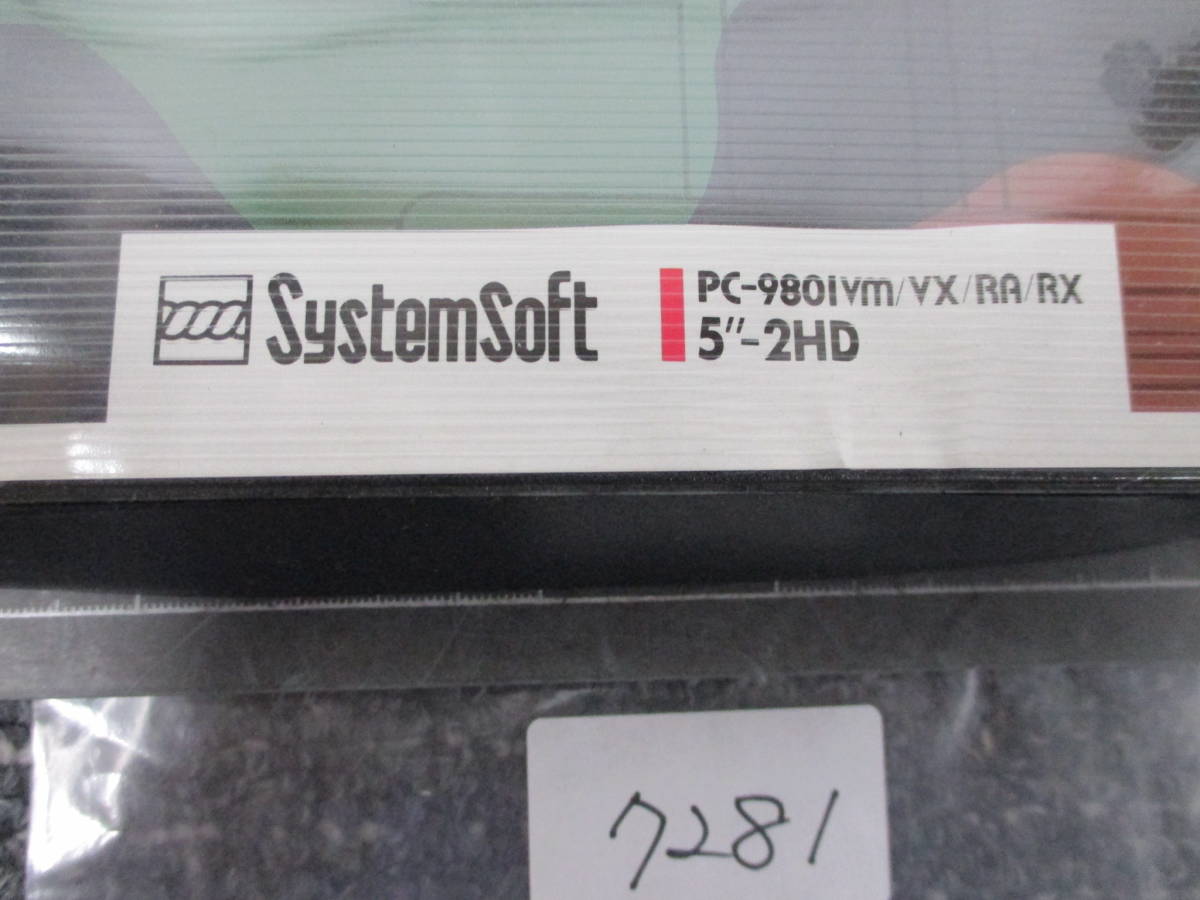 SystemSoft
PC-9801Vm/VX/RA/RX
5"-2HD
7281